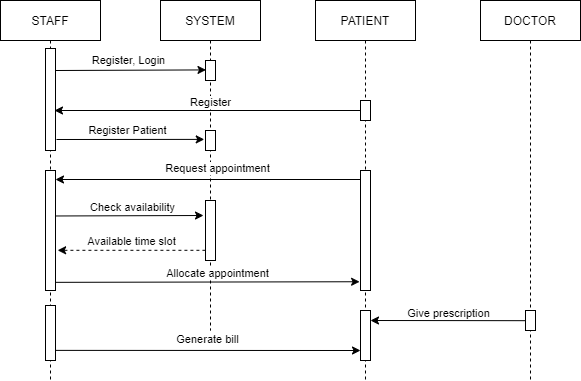 STAFF
SYSTEM
PATIENT
DOCTOR
Register, Login
Register
Register Patient
Request appointment
Check availability
Available time slot
Allocate appointment
Give prescription
Generate bill